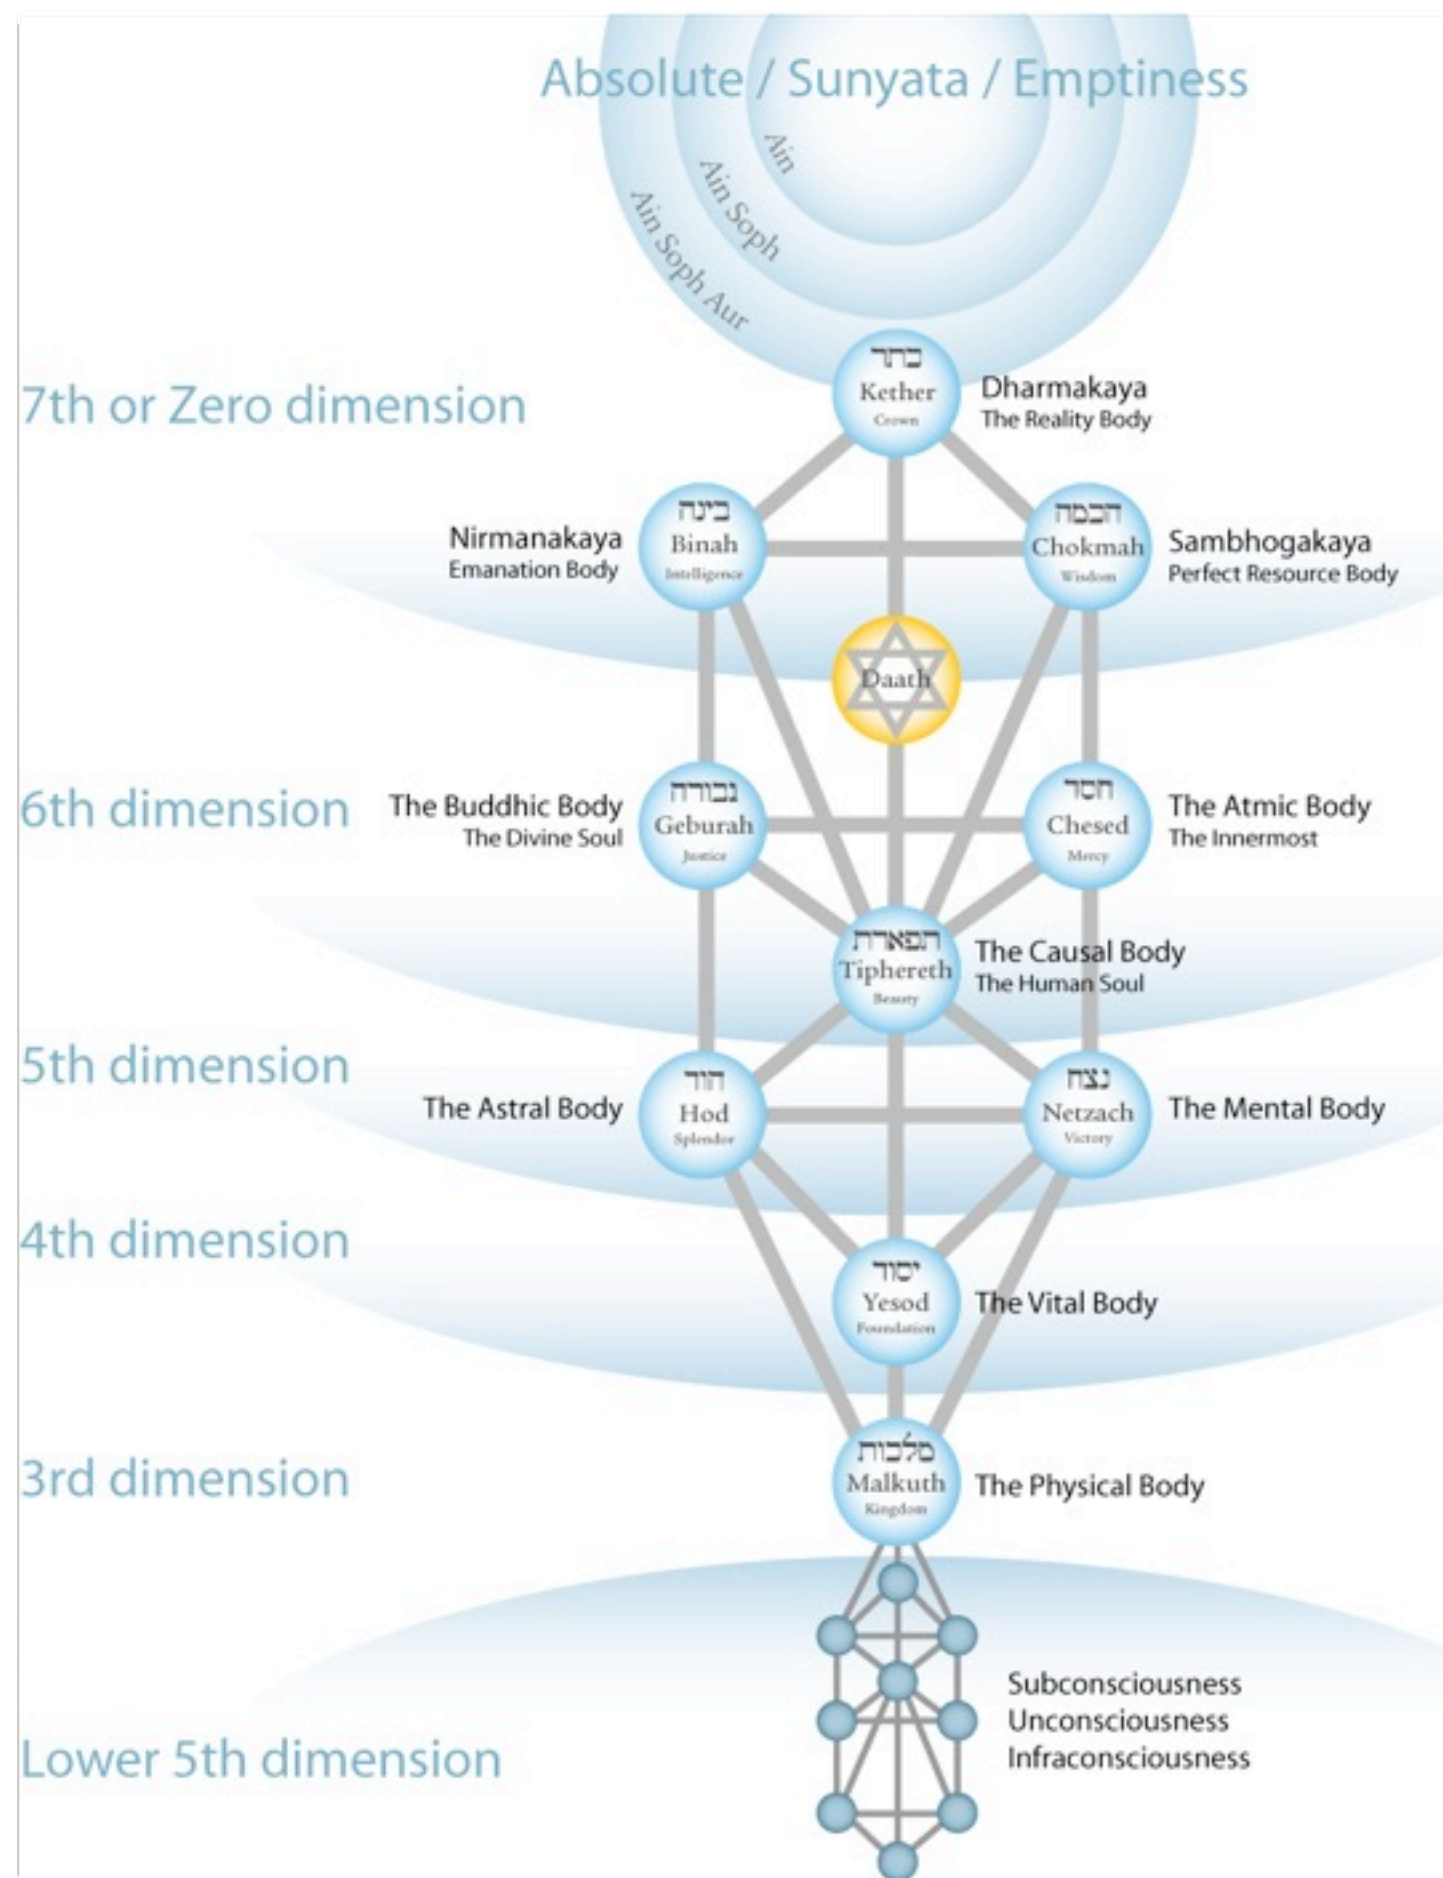 Absolute / Sunyata / Emptiness
Ain
Ain Soph
Ain Soph Aur
7th or Zero dimension
כתר
Kether
Crown
Dharmakaya
The Reality Body
Nirmanakaya
Emanation Body
בינה
Binah
Intelligence
חכמה
Chokmah
Wisdom
Sambhogakaya
Perfect Resource Body
Daath
6th dimension
The Buddhic Body
The Divine Soul
גבורה
Geburah
Justice
חסד
Chesed
Mercy
The Atmic Body
The Innermost
תפארת
Tiphereth
Beauty
The Causal Body
The Human Soul
5th dimension
The Astral Body
הוד
Hod
Splendor
נצח
Netzach
Victory
The Mental Body
4th dimension
יסוד
Yesod
Foundation
The Vital Body
3rd dimension
מלכות
Malkuth
Kingdom
The Physical Body
Subconsciousness
Unconsciousness
Infraconsciousness
Lower 5th dimension